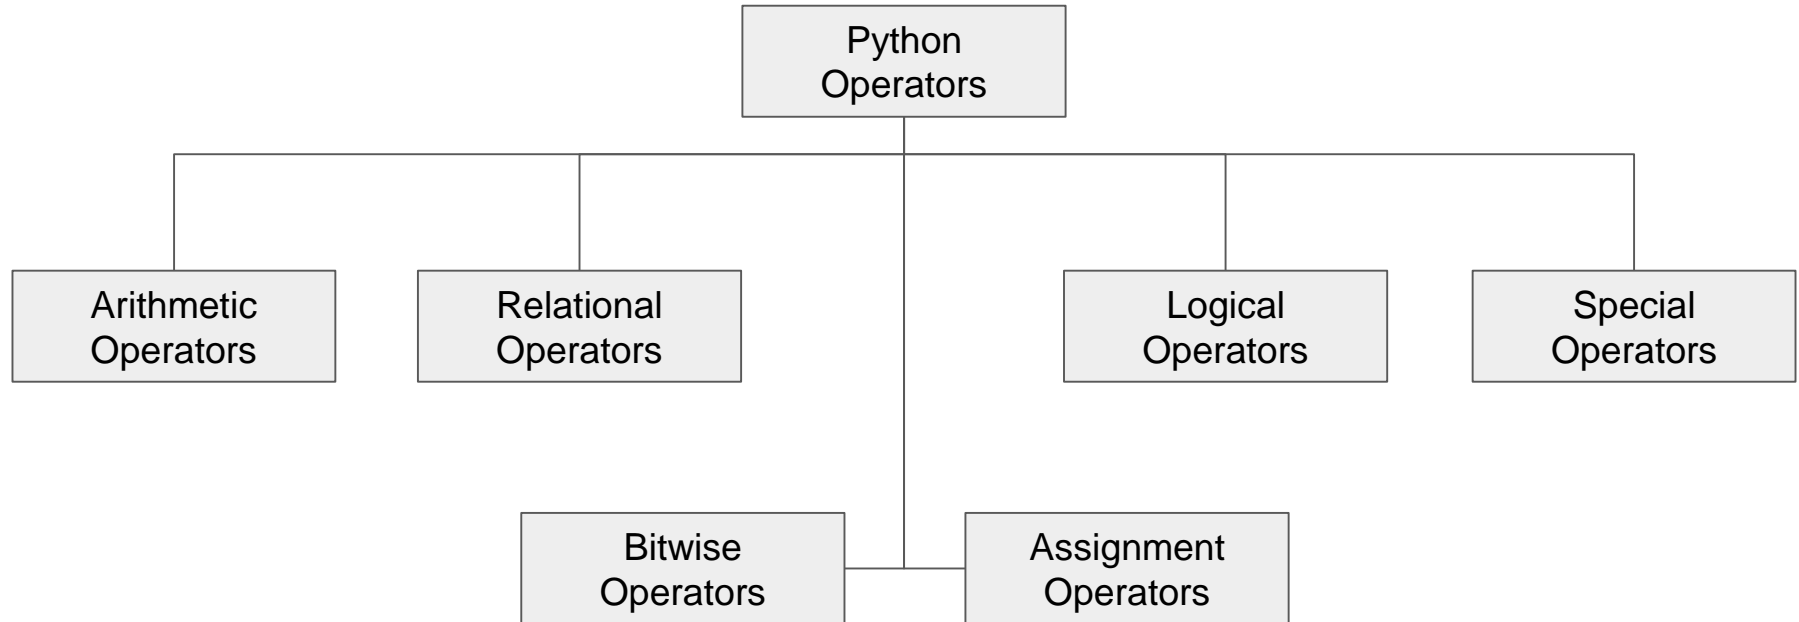 Python
Operators
Arithmetic
Operators
Relational
Operators
Logical
Operators
Special
Operators
Bitwise
Operators
Assignment
Operators